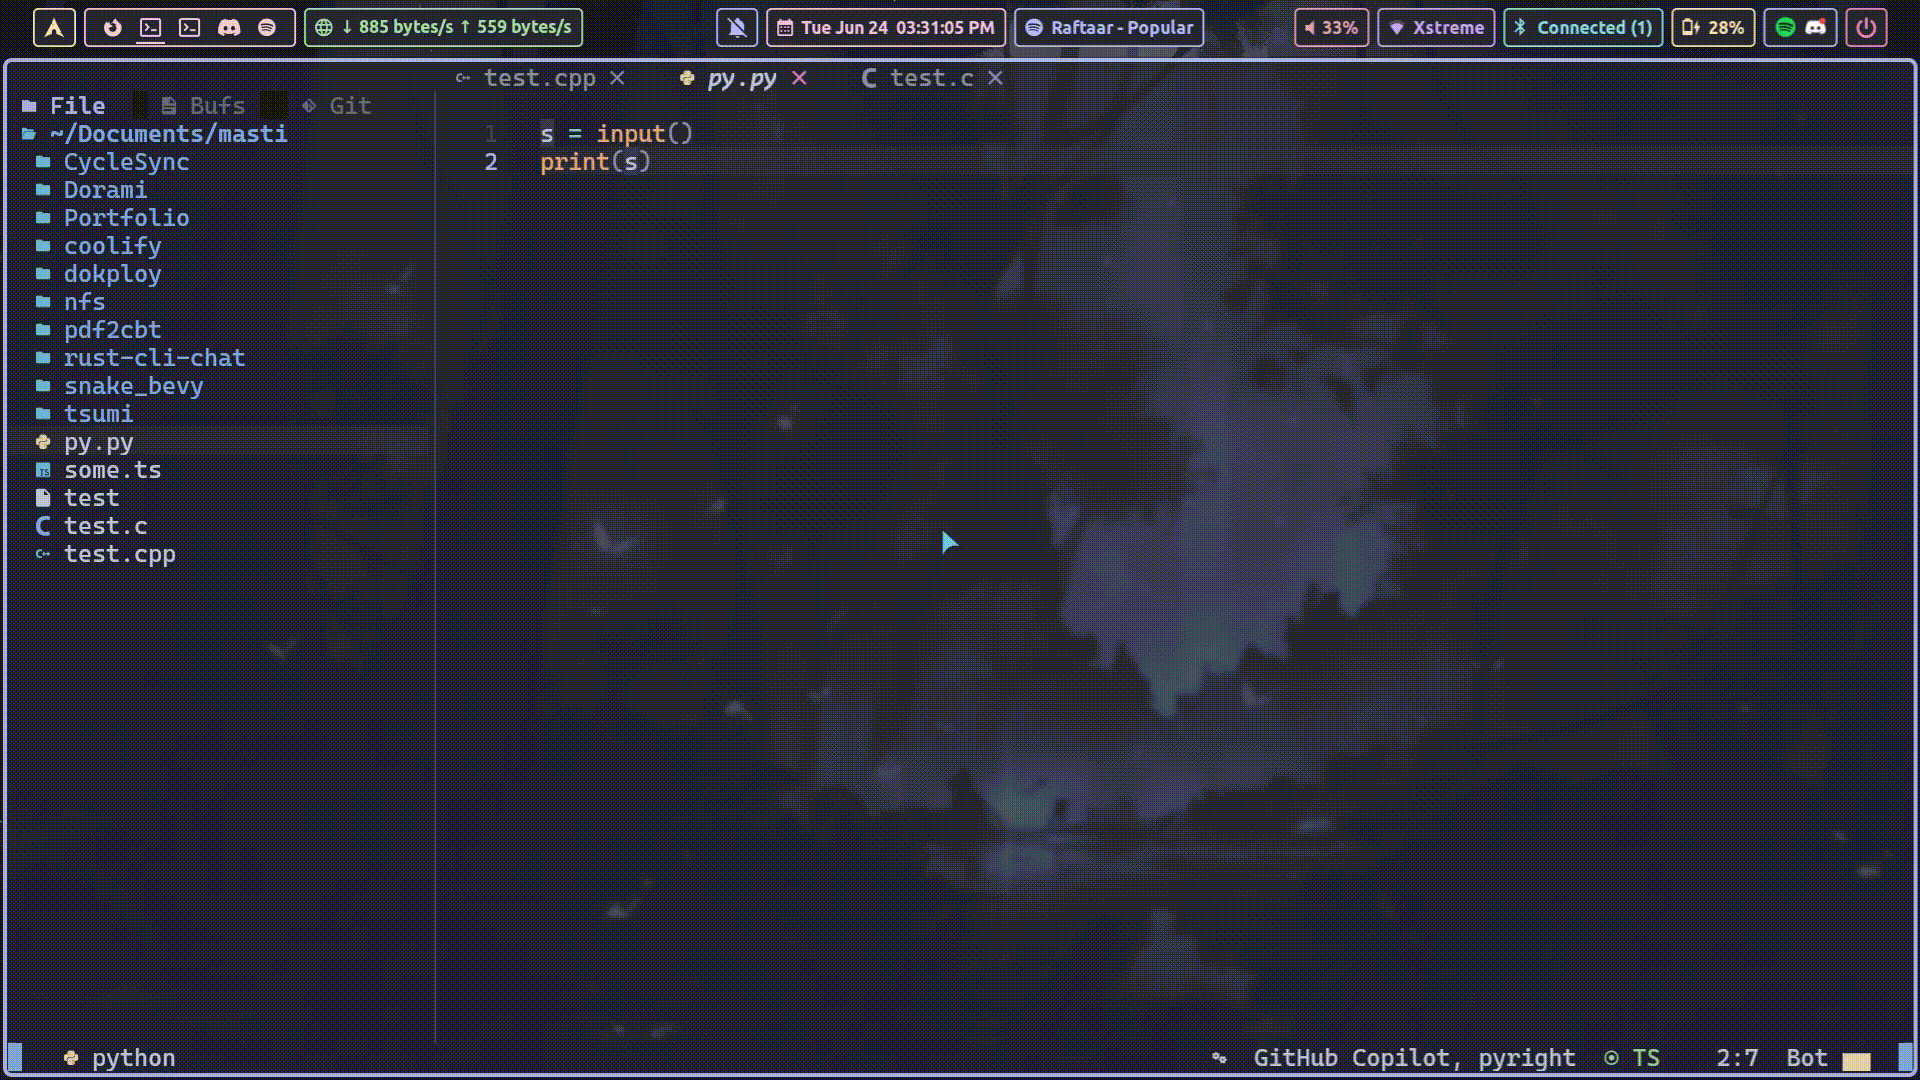 ↓ 885 bytes/s ↑ 559 bytes/s
Tue Jun 24 03:31:05 PM
Raftaar - Popular
33%
Xstreme
Connected (1)
28%
test.cpp
py.py
test.c
File Bufs Git
~/Documents/masti
CycleSync
Dorami
Portfolio
coolify
dokploy
nfs
pdf2cbt
rust-cli-chat
snake_bevy
tsumi
py.py
some.ts
test
test.c
test.cpp
1 s = input()
2 print(s)
python
GitHub Copilot, pyright
TS
2:7 Bot